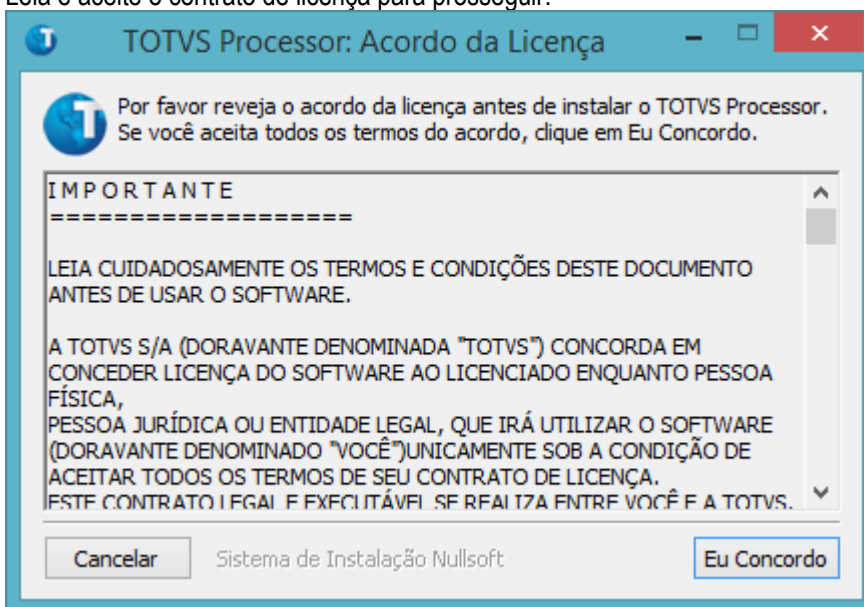 Leia e aceite o contrato de licença para prosseguir.
TOTVS Processor: Acordo da Licença
Por favor reveja o acordo da licença antes de instalar o TOTVS Processor.
Se você aceita todos os termos do acordo, clique em Eu Concordo.
I M P O R T A N T E
===================
LEIA CUIDADOSAMENTE OS TERMOS E CONDIÇÕES DESTE DOCUMENTO
ANTES DE USAR O SOFTWARE.
A TOTVS S/A (DORAVANTE DENOMINADA "TOTVS") CONCORDA EM
CONCEDER LICENÇA DO SOFTWARE AO LICENCIADO ENQUANTO PESSOA
FÍSICA,
PESSOA JURÍDICA OU ENTIDADE LEGAL, QUE IRÁ UTILIZAR O SOFTWARE
(DORAVANTE DENOMINADO "VOCÊ")UNICAMENTE SOB A CONDIÇÃO DE
ACEITAR TODOS OS TERMOS DE SEU CONTRATO DE LICENÇA.
ESTE CONTRATO LEGAL E EXECUTÁVEL SE REALIZA ENTRE VOCÊ E A TOTVS.
Cancelar
Sistema de Instalação Nullsoft
Eu Concordo